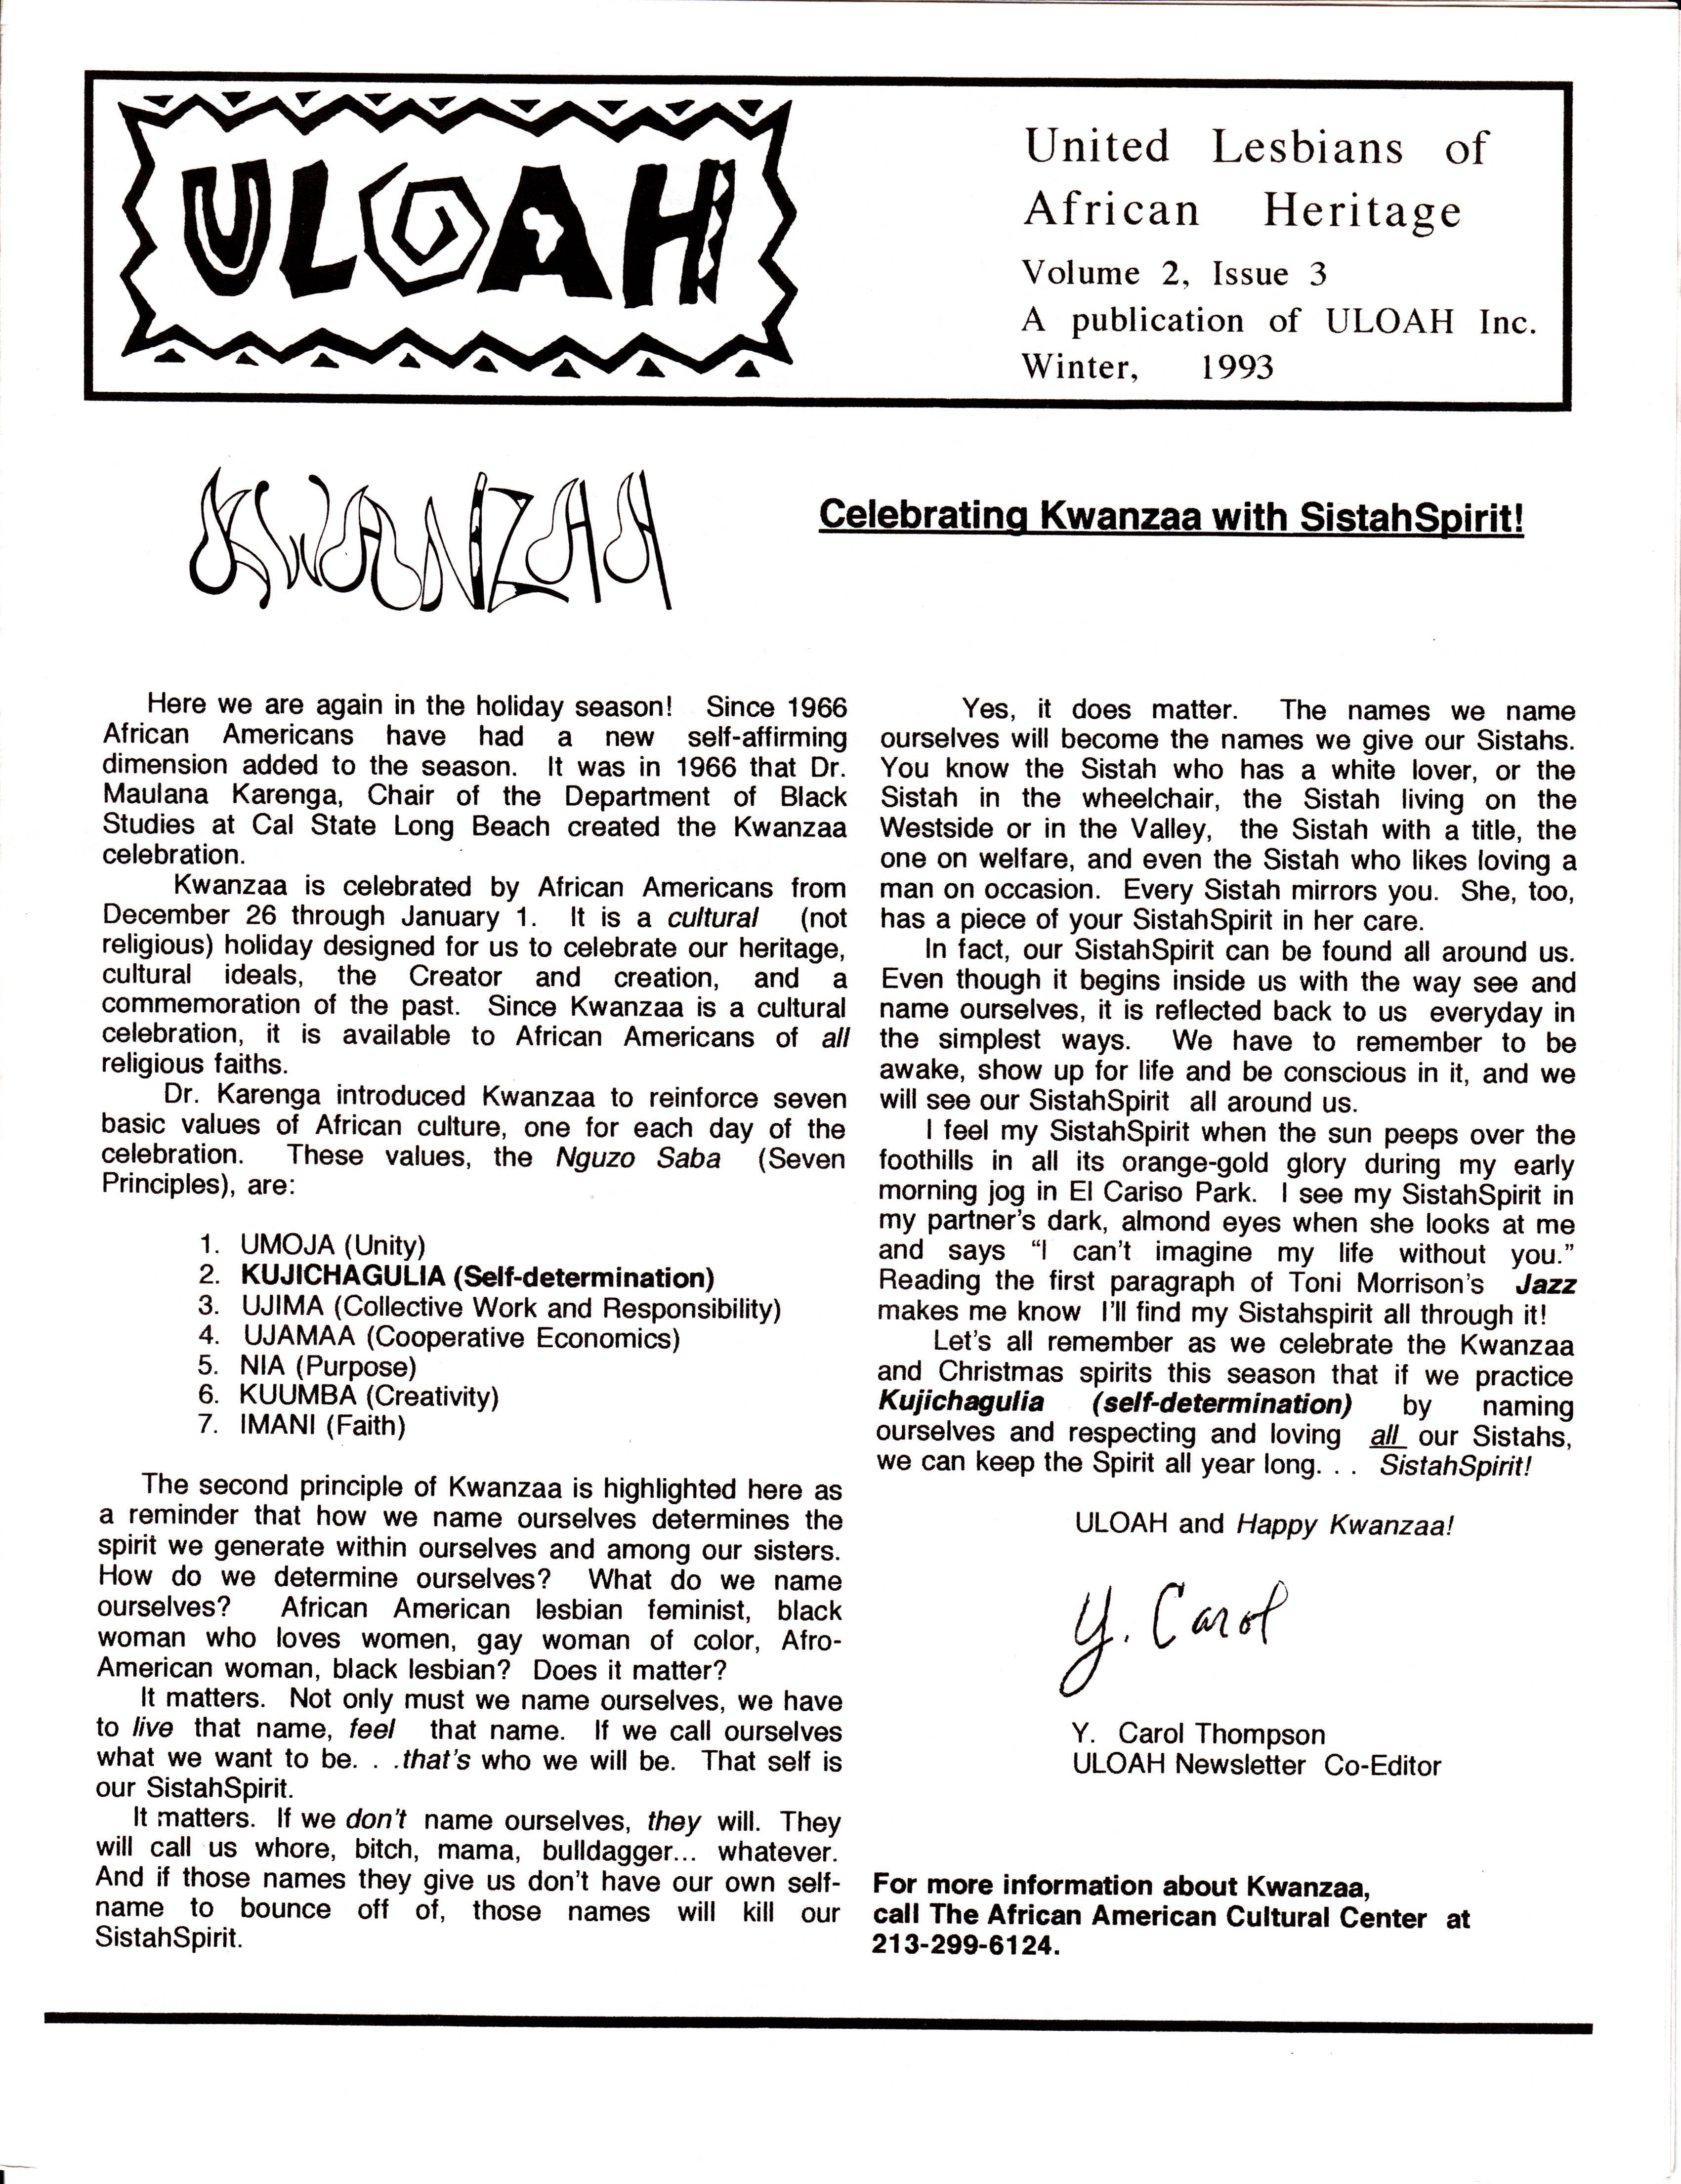 ULOAH
United Lesbians of
African Heritage
Volume 2, Issue 3
A publication of ULOAH Inc.
Winter, 1993
KWANZAA
Celebrating Kwanzaa with SistahSpirit!
Here we are again in the holiday season! Since 1966
African Americans have had a new self-affirming
dimension added to the season. It was in 1966 that Dr.
Maulana Karenga, Chair of the Department of Black
Studies at Cal State Long Beach created the Kwanzaa
celebration.
Kwanzaa is celebrated by African Americans from
December 26 through January 1. It is a cultural (not
religious) holiday designed for us to celebrate our heritage,
cultural ideals, the Creator and creation, and a
commemoration of the past. Since Kwanzaa is a cultural
celebration, it is available to African Americans of all
religious faiths.
Dr. Karenga introduced Kwanzaa to reinforce seven
basic values of African culture, one for each day of the
celebration. These values, the Nguzo Saba (Seven
Principles), are:
1. UMOJA (Unity)
2. KUJICHAGULIA (Self-determination)
3. UJIMA (Collective Work and Responsibility)
4. UJAMAA (Cooperative Economics)
5. NIA (Purpose)
6. KUUMBA (Creativity)
7. IMANI (Faith)
The second principle of Kwanzaa is highlighted here as
a reminder that how we name ourselves determines the
spirit we generate within ourselves and among our sisters.
How do we determine ourselves? What do we name
ourselves? African American lesbian feminist, black
woman who loves women, gay woman of color, Afro-
American woman, black lesbian? Does it matter?
It matters. Not only must we name ourselves, we have
to live that name, feel that name. If we call ourselves
what we want to be. . .that's who we will be. That self is
our SistahSpirit.
It matters. If we don't name ourselves, they will. They
will call us whore, bitch, mama, bulldagger... whatever.
And if those names they give us don't have our own self-
name to bounce off of, those names will kill our
SistahSpirit.
Yes, it does matter. The names we name
ourselves will become the names we give our Sistahs.
You know the Sistah who has a white lover, or the
Sistah in the wheelchair, the Sistah living on the
Westside or in the Valley, the Sistah with a title, the
one on welfare, and even the Sistah who likes loving a
man on occasion. Every Sistah mirrors you. She, too,
has a piece of your SistahSpirit in her care.
In fact, our SistahSpirit can be found all around us.
Even though it begins inside us with the way see and
name ourselves, it is reflected back to us everyday in
the simplest ways. We have to remember to be
awake, show up for life and be conscious in it, and we
will see our SistahSpirit all around us.
I feel my SistahSpirit when the sun peeps over the
foothills in all its orange-gold glory during my early
morning jog in El Cariso Park. I see my SistahSpirit in
my partner's dark, almond eyes when she looks at me
and says “I can't imagine my life without you.”
Reading the first paragraph of Toni Morrison's Jazz
makes me know I'll find my Sistahspirit all through it!
Let's all remember as we celebrate the Kwanzaa
and Christmas spirits this season that if we practice
Kujichagulia (self-determination) by naming
ourselves and respecting and loving all our Sistahs,
we can keep the Spirit all year long. . . SistahSpirit!
ULOAH and Happy Kwanzaa!
Y. Carol
Y. Carol Thompson
ULOAH Newsletter Co-Editor
For more information about Kwanzaa,
call The African American Cultural Center at
213-299-6124.